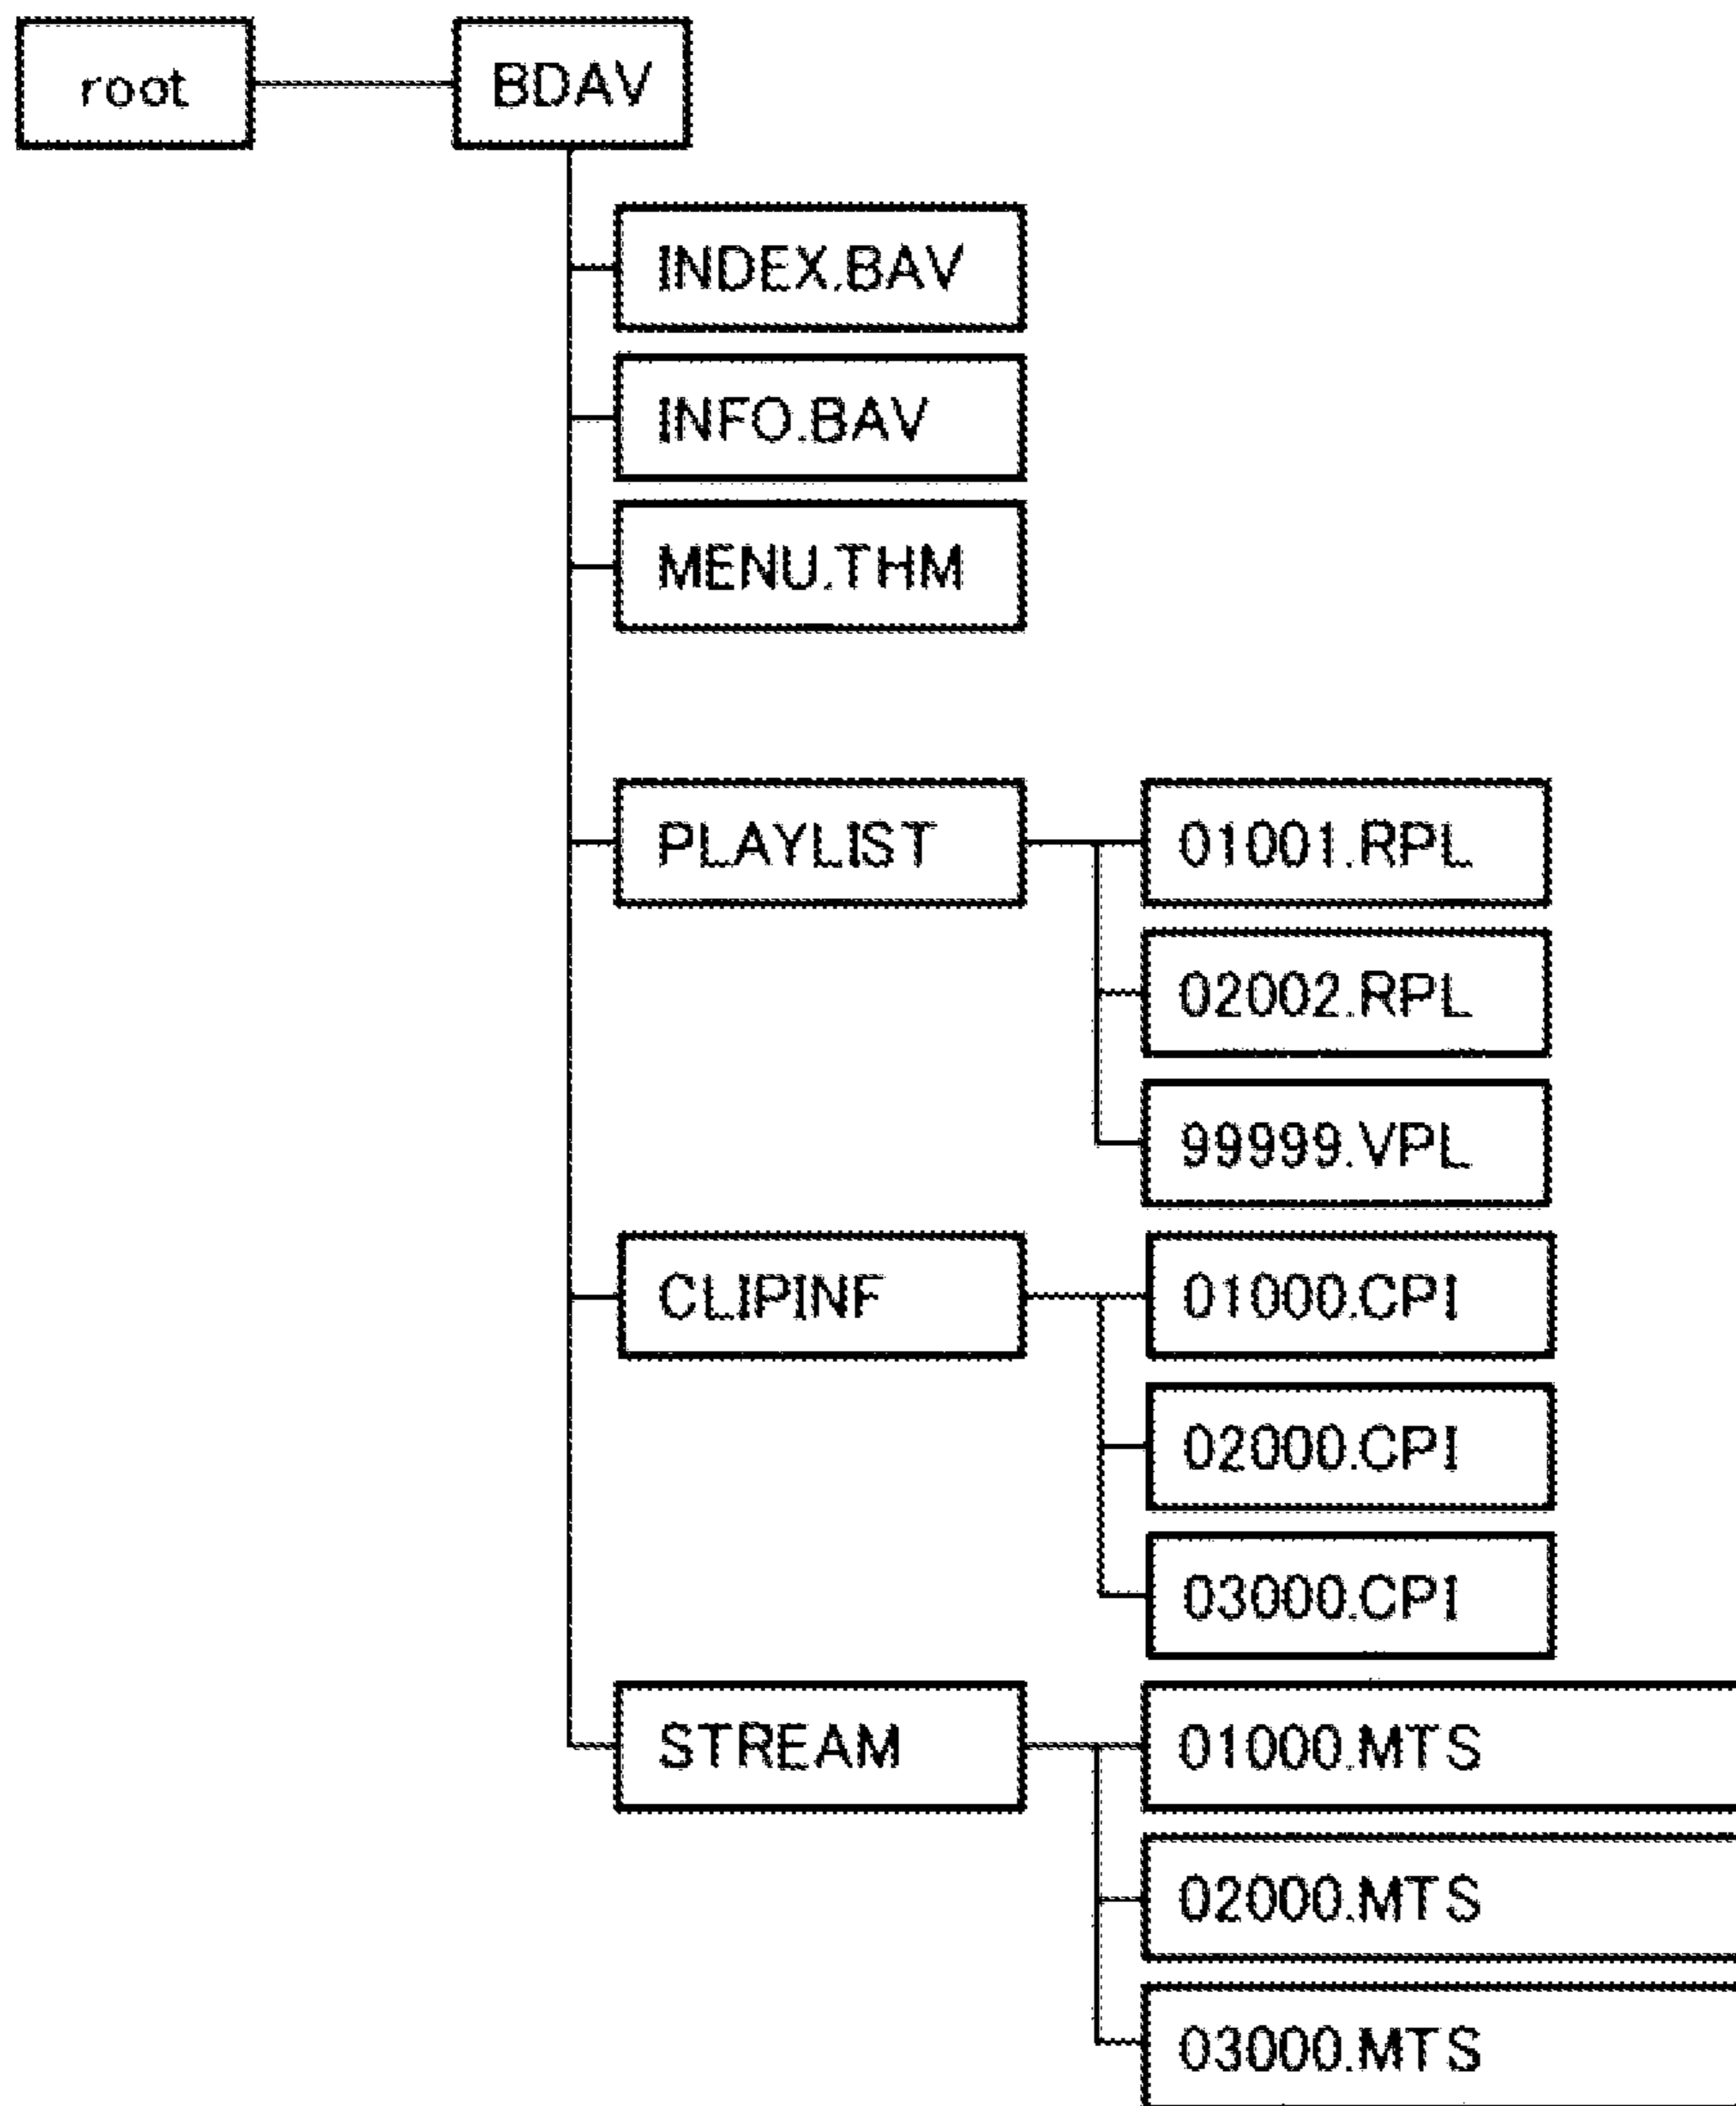 root
BDAV
INDEX.BAV
INFO.BAV
MENU.THM
PLAYLIST
01001.RPL
02002.RPL
99999.VPL
CLIPINF
01000.CPI
02000.CPI
03000.CPI
STREAM
01000.MTS
02000.MTS
03000.MTS